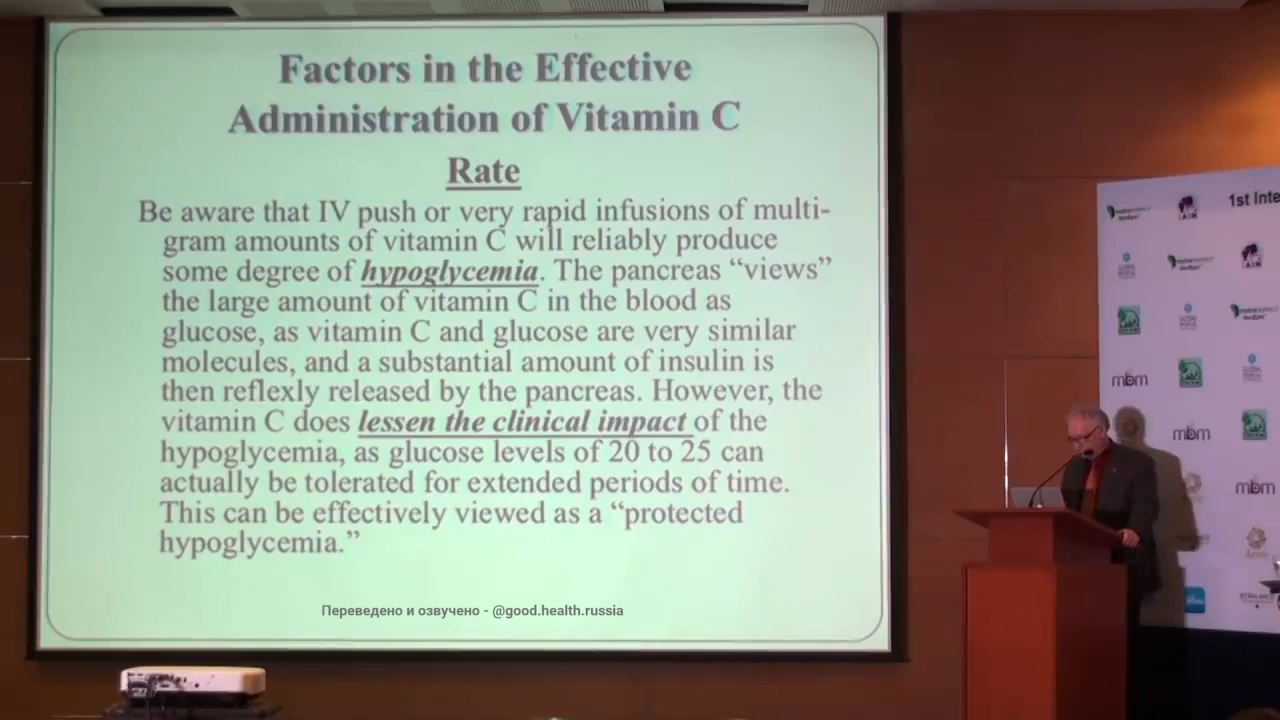 Factors in the Effective
Administration of Vitamin C
Rate
Be aware that IV push or very rapid infusions of multi-
gram amounts of vitamin C will reliably produce
some degree of hypoglycemia. The pancreas “views”
the large amount of vitamin C in the blood as
glucose, as vitamin C and glucose are very similar
molecules, and a substantial amount of insulin is
then reflexly released by the pancreas. However, the
vitamin C does lessen the clinical impact of the
hypoglycemia, as glucose levels of 20 to 25 can
actually be tolerated for extended periods of time.
This can be effectively viewed as a “protected
hypoglycemia.”
Переведено и озвучено - @good.health.russia
1st Inte
AIM
mbm
mbm
mbm